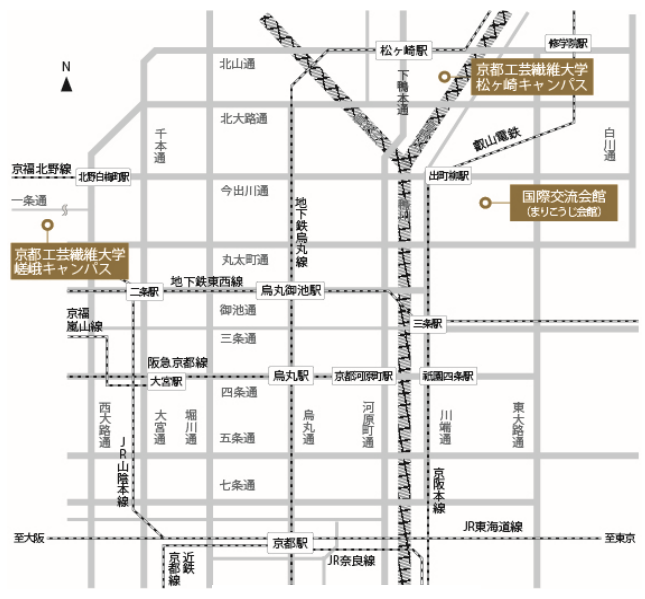 松ヶ崎駅
修学院駅
北山通
下鴨本通
京都工芸繊維大学
松ヶ崎キャンパス
N
北大路通
千本通
叡山電鉄
白川通
京福北野線
北野白梅町駅
出町柳駅
今出川通
一条通
国際交流会館
(まりこうじ会館)
地下鉄烏丸線
京都工芸繊維大学
嵯峨キャンパス
丸太町通
地下鉄東西線
二条駅
烏丸御池駅
御池通
京福
嵐山線
三条駅
三条通
阪急京都線
大宮駅
烏丸駅
京都河原町駅
祇園四条駅
四条通
西大路通
大宮通
堀川通
烏丸通
河原町通
川端通
東大路通
五条通
JR山陰本線
七条通
京阪本線
JR東海道線
至大阪
京都駅
至東京
近鉄
京都線
JR奈良線